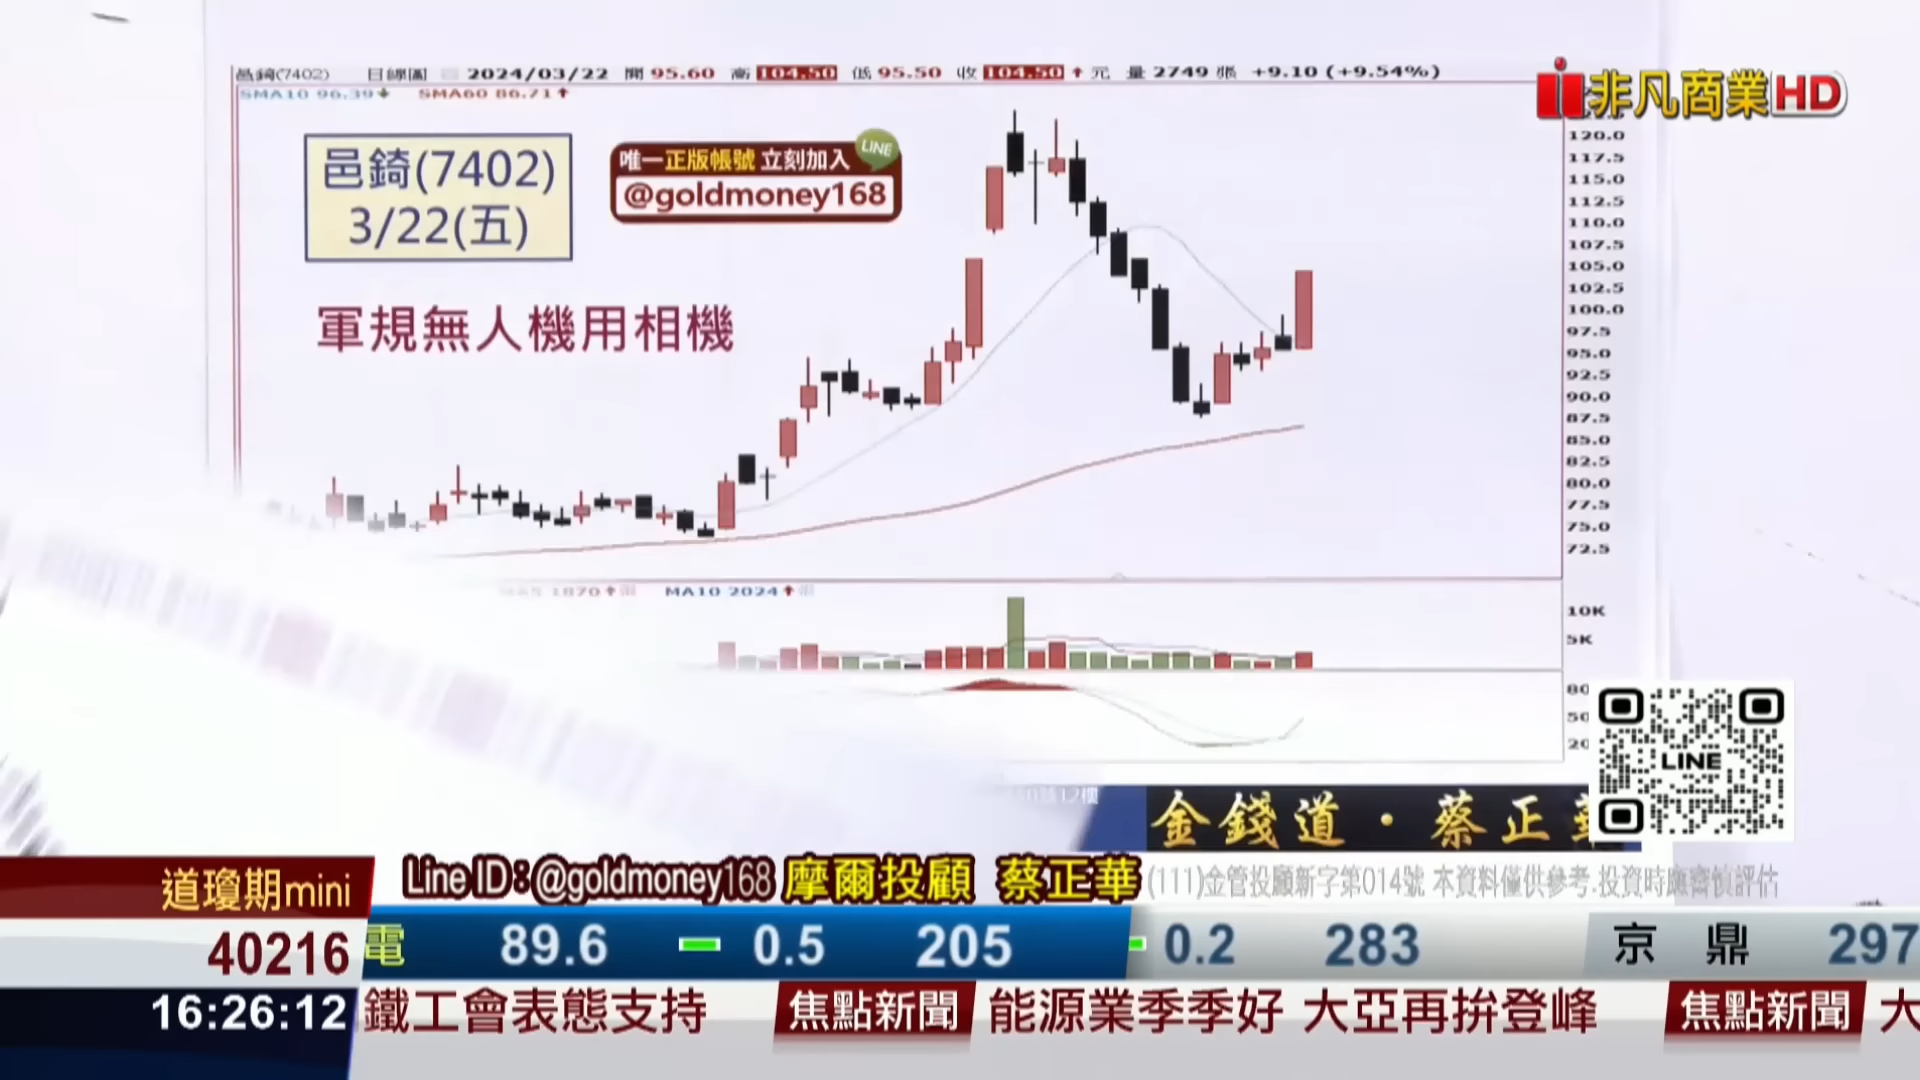 邑錡(7402) 日線圖 2024/03/22 開 95.60 高 104.50 低 95.50 收 104.50 ↑ 元 量 2749 張 +9.10 (+9.54%)
SMA10 96.39↓ SMA60 86.71↑
非凡商業HD
邑錡(7402)
3/22(五)
唯一正版帳號 立刻加入
LINE
@goldmoney168
軍規無人機用相機
120.0
117.5
115.0
112.5
110.0
107.5
105.0
102.5
100.0
97.5
95.0
92.5
90.0
87.5
85.0
82.5
80.0
77.5
75.0
72.5
MA5 1870↑張 MA10 2024↑張
10K
5K
80
50
20
LINE
金錢道・蔡正華
Line ID:@goldmoney168 摩爾投顧 蔡正華 (111)金管投顧新字第014號 本資料僅供參考.投資時應審慎評估
道瓊期mini
40216
電 89.6 0.5 205 0.2 283 京鼎 297
16:26:12
鐵工會表態支持 焦點新聞 能源業季季好 大亞再拚登峰 焦點新聞 大